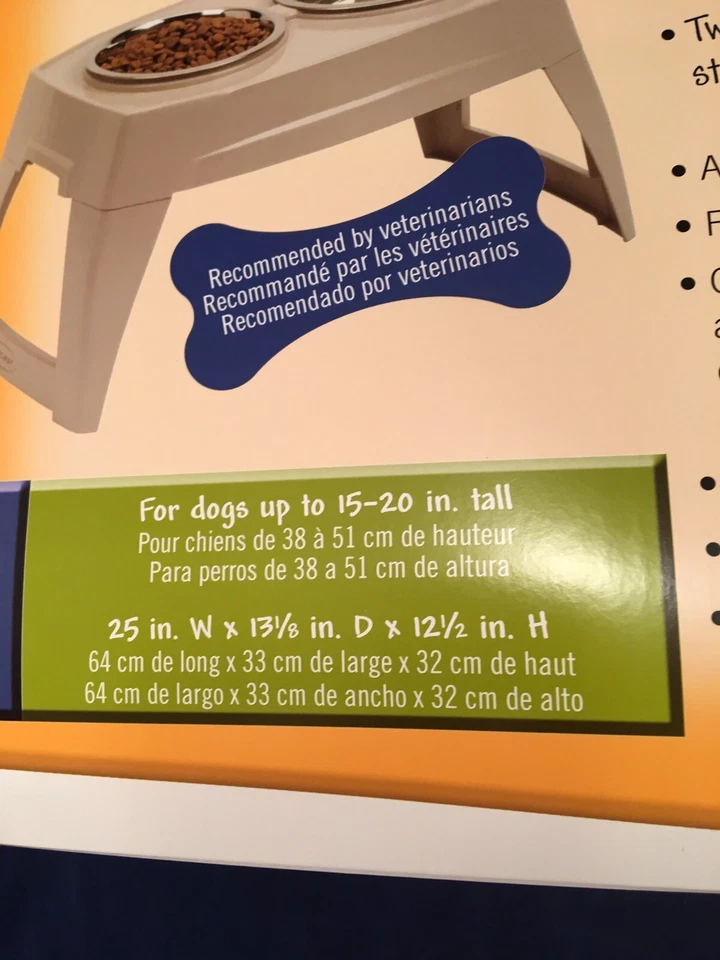 Recommended by veterinarians
Recommandé par les vétérinaires
Recomendado por veterinarios
For dogs up to 15-20 in. tall
Pour chiens de 38 à 51 cm de hauteur
Para perros de 38 a 51 cm de altura
25 in. W x 13⅛ in. D x 12½ in. H
64 cm de long x 33 cm de large x 32 cm de haut
64 cm de largo x 33 cm de ancho x 32 cm de alto